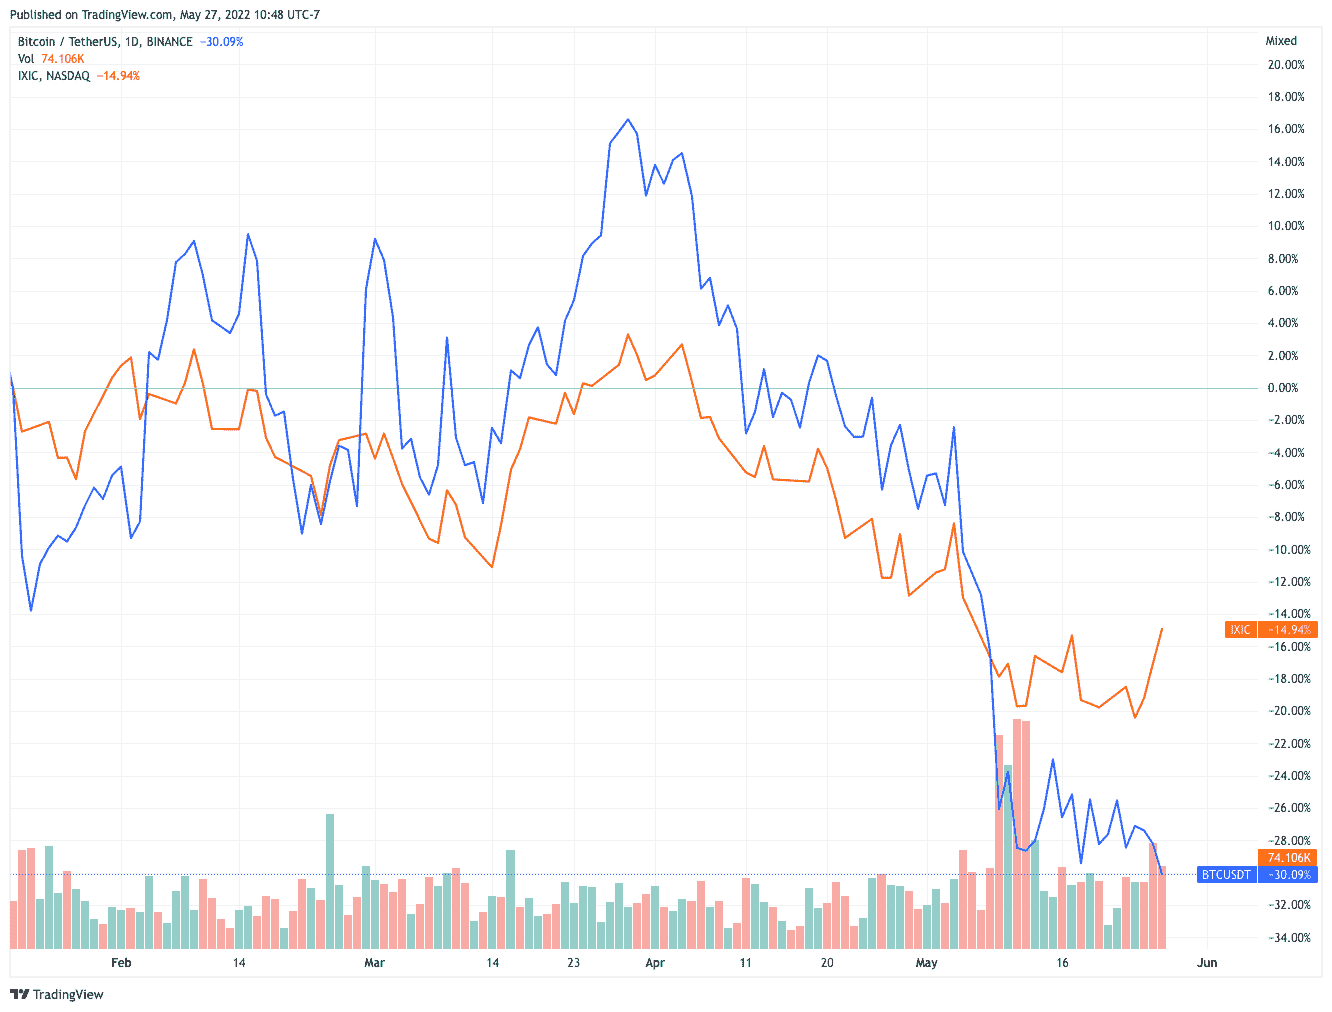 Published on TradingView.com, May 27, 2022 10:48 UTC-7
Bitcoin / TetherUS, 1D, BINANCE −30.09%
Vol 74.106K
IXIC, NASDAQ −14.94%
Mixed
20.00%
18.00%
16.00%
14.00%
12.00%
10.00%
8.00%
6.00%
4.00%
2.00%
0.00%
−2.00%
−4.00%
−6.00%
−8.00%
−10.00%
−12.00%
−14.00%
IXIC −14.94%
−16.00%
−18.00%
−20.00%
−22.00%
−24.00%
−26.00%
−28.00%
74.106K
BTCUSDT −30.09%
−32.00%
−34.00%
Feb 14 Mar 14 23 Apr 11 20 May 16 Jun
TradingView